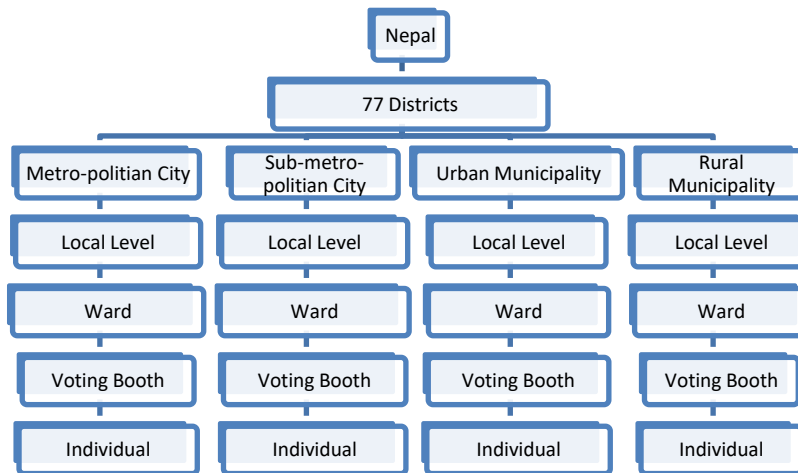 Nepal
77 Districts
Metro-politian City
Sub-metro-
politian City
Urban Municipality
Rural
Municipality
Local Level
Local Level
Local Level
Local Level
Ward
Ward
Ward
Ward
Voting Booth
Voting Booth
Voting Booth
Voting Booth
Individual
Individual
Individual
Individual